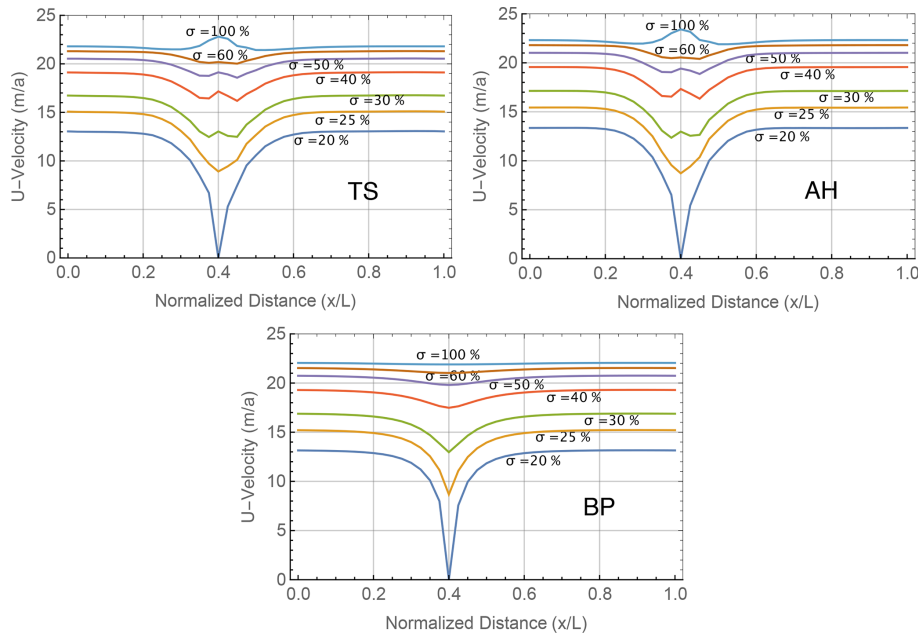 25
20
15
10
5
0
U-Velocity (m/a)
σ =100 %
σ =60 %
σ =50 %
σ =40 %
σ =30 %
σ =25 %
σ =20 %
TS
0.0 0.2 0.4 0.6 0.8 1.0
Normalized Distance (x/L)
25
20
15
10
5
0
U-Velocity (m/a)
σ =100 %
σ =60 %
σ =50 %
σ =40 %
σ =30 %
σ =25 %
σ =20 %
AH
0.0 0.2 0.4 0.6 0.8 1.0
Normalized Distance (x/L)
25
20
15
10
5
0
U-Velocity (m/a)
σ =100 %
σ =60 %
σ =50 %
σ =40 %
σ =30 %
σ =25 %
σ =20 %
BP
0.0 0.2 0.4 0.6 0.8 1.0
Normalized Distance (x/L)